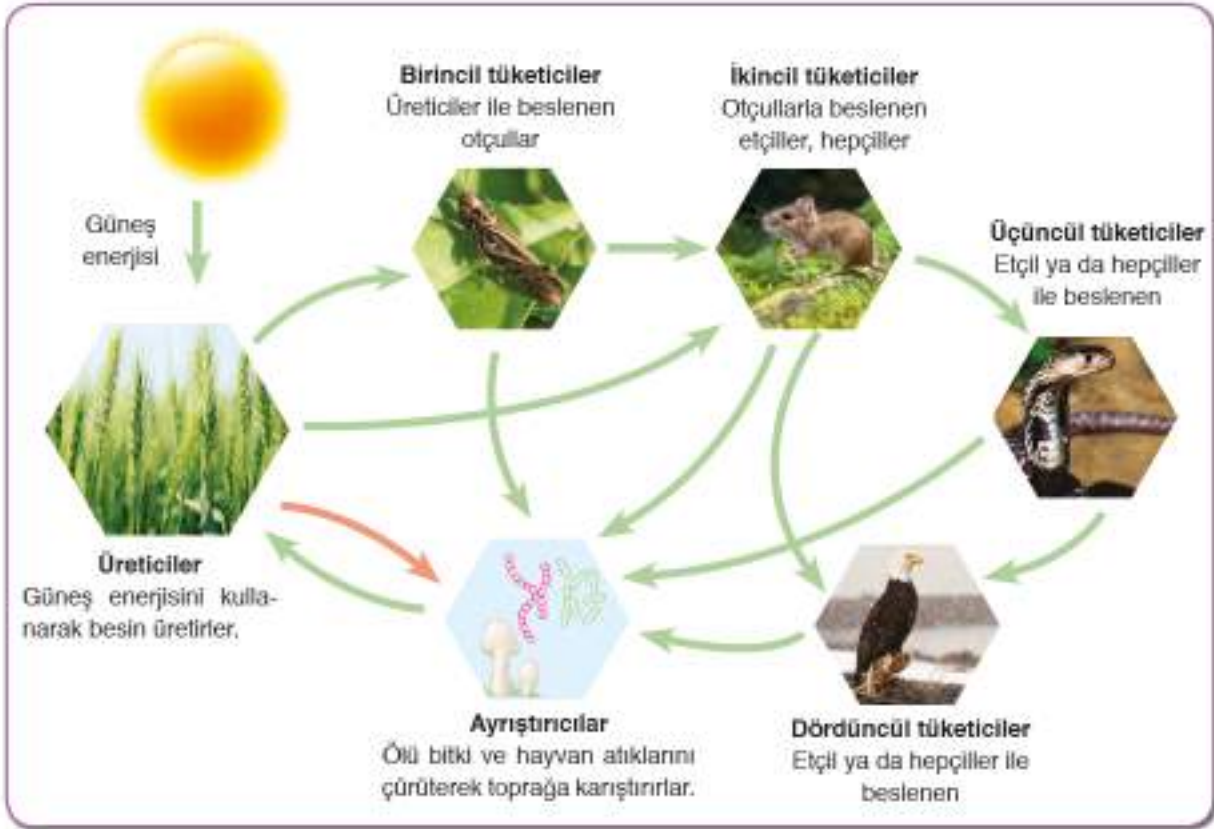 Güneş
enerjisi
Birincil tüketiciler
Üreticiler ile beslenen
otçullar
İkincil tüketiciler
Otçullarla beslenen
etçiller, hepçiller
Üçüncül tüketiciler
Etçil ya da hepçiller
ile beslenen
Üreticiler
Güneş enerjisini kulla-
narak besin üretirler.
Ayrıştırıcılar
Ölü bitki ve hayvan atıklarını
çürüterek toprağa karıştırırlar.
Dördüncül tüketiciler
Etçil ya da hepçiller ile
beslenen